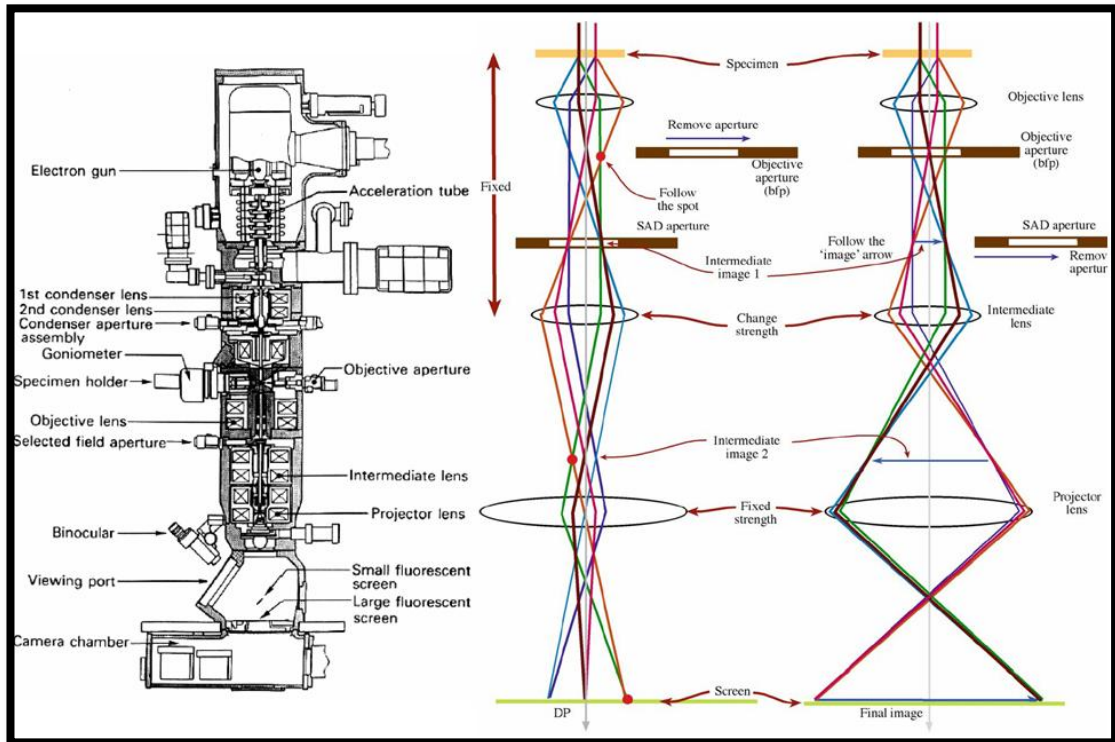 Electron gun
Acceleration tube
1st condenser lens
2nd condenser lens
Condenser aperture
assembly
Goniometer
Specimen holder
Objective aperture
Objective lens
Selected field aperture
Intermediate lens
Projector lens
Binocular
Viewing port
Small fluorescent
screen
Large fluorescent
screen
Camera chamber
Fixed
Specimen
Objective lens
Remove aperture
Objective
aperture
(bfp)
Objective
aperture (bfp)
Follow
the spot
SAD aperture
SAD aperture
Intermediate
image 1
Follow the
'image' arrow
Remov
apertur
Change
strength
Intermediate
lens
Intermediate
image 2
Fixed
strength
Projector
lens
Screen
DP
Final image